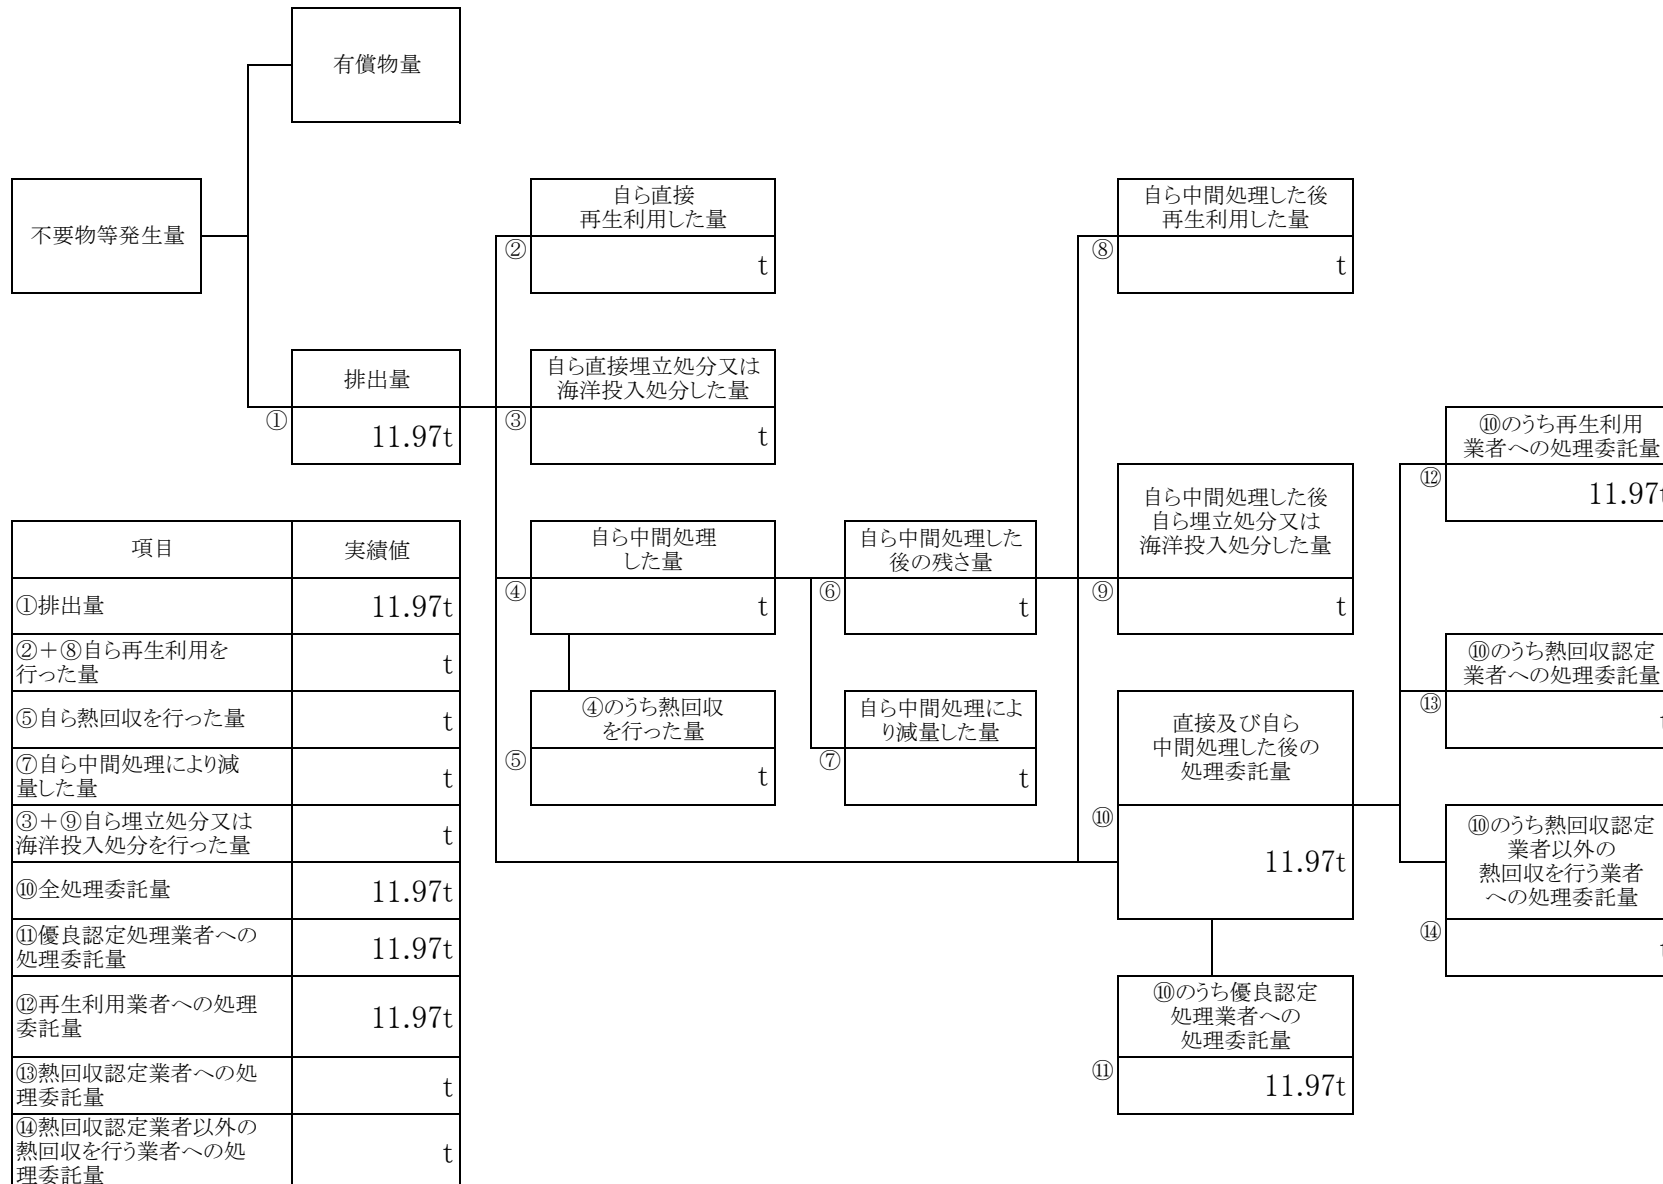 有償物量
不要物等発生量
自ら直接
再生利用した量
②
t
自ら中間処理した後
再生利用した量
⑧
t
排出量
①
11.97t
自ら直接埋立処分又は
海洋投入処分した量
③
t
⑩のうち再生利用
業者への処理委託量
⑫
11.97t
自ら中間処理
した量
④
t
自ら中間処理した
後の残さ量
⑥
t
自ら中間処理した後
自ら埋立処分又は
海洋投入処分した量
⑨
t
⑩のうち熱回収認定
業者への処理委託量
⑬
t
④のうち熱回収
を行った量
⑤
t
自ら中間処理によ
り減量した量
⑦
t
直接及び自ら
中間処理した後の
処理委託量
⑩
11.97t
⑩のうち熱回収認定
業者以外の
熱回収を行う業者
への処理委託量
⑭
t
⑩のうち優良認定
処理業者への
処理委託量
⑪
11.97t
項目 実績値
①排出量 11.97t
②＋⑧自ら再生利用を
行った量 t
⑤自ら熱回収を行った量 t
⑦自ら中間処理により減
量した量 t
③＋⑨自ら埋立処分又は
海洋投入処分を行った量 t
⑩全処理委託量 11.97t
⑪優良認定処理業者への
処理委託量 11.97t
⑫再生利用業者への処理
委託量 11.97t
⑬熱回収認定業者への処
理委託量 t
⑭熱回収認定業者以外の
熱回収を行う業者への処
理委託量 t